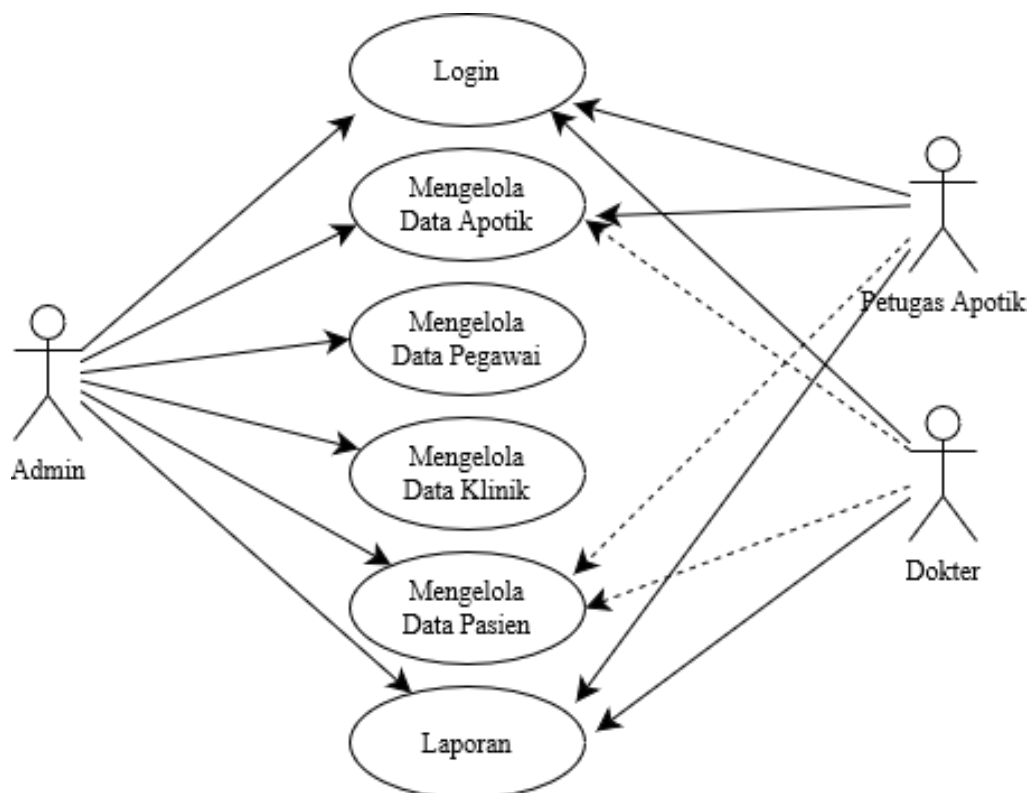 Login
Mengelola
Data Apotik
Mengelola
Data Pegawai
Mengelola
Data Klinik
Mengelola
Data Pasien
Laporan
Admin
Petugas Apotik
Dokter